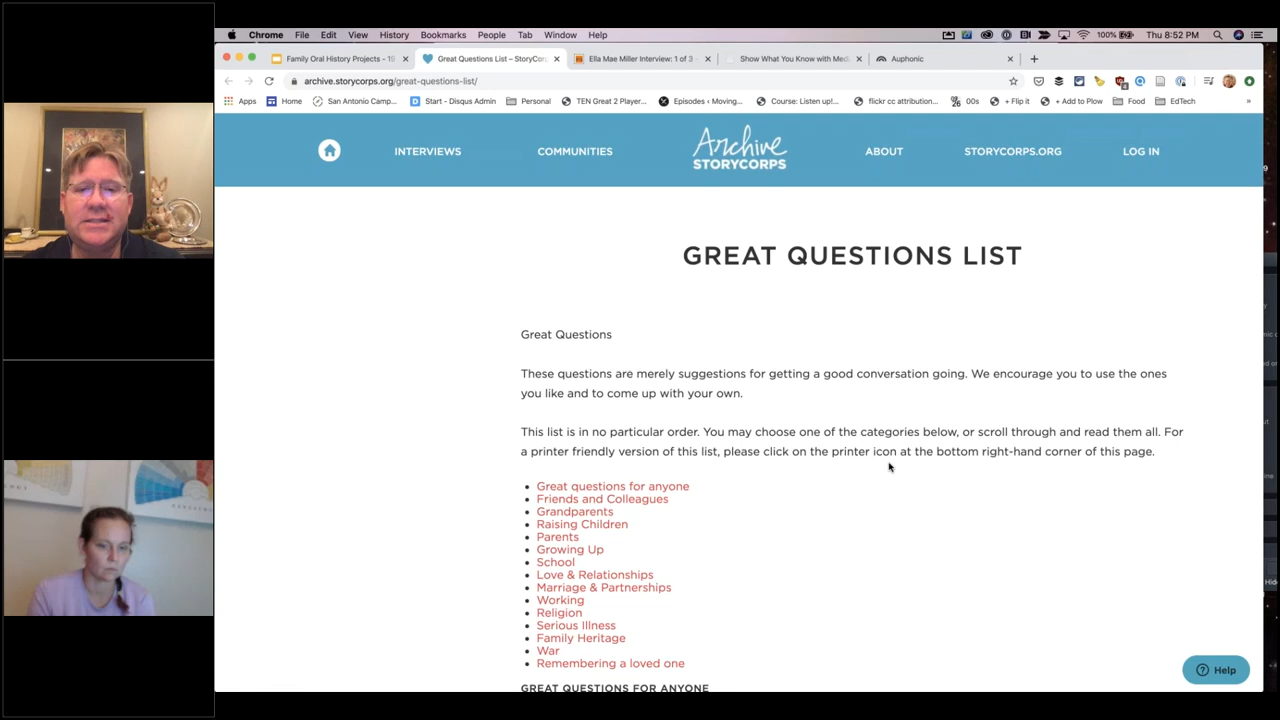 Chrome File Edit View History Bookmarks People Tab Window Help 100% Thu 8:52 PM
Family Oral History Projects - 19 Great Questions List – StoryCor Ella Mae Miller Interview: 1 of 3 - Show What You Know with Med Auphonic
archive.storycorps.org/great-questions-list/
Apps Home San Antonio Camp... Start - Disqus Admin Personal TEN Great 2 Player... Episodes ‹ Moving... Course: Listen up!... flickr cc attribution... 00s + Flip it + Add to Plow Food EdTech »
INTERVIEWS COMMUNITIES Archive STORYCORPS ABOUT STORYCORPS.ORG LOG IN
GREAT QUESTIONS LIST
Great Questions
These questions are merely suggestions for getting a good conversation going. We encourage you to use the ones
you like and to come up with your own.
This list is in no particular order. You may choose one of the categories below, or scroll through and read them all. For
a printer friendly version of this list, please click on the printer icon at the bottom right-hand corner of this page.
Great questions for anyone
Friends and Colleagues
Grandparents
Raising Children
Parents
Growing Up
School
Love & Relationships
Marriage & Partnerships
Working
Religion
Serious Illness
Family Heritage
War
Remembering a loved one
GREAT QUESTIONS FOR ANYONE
Help